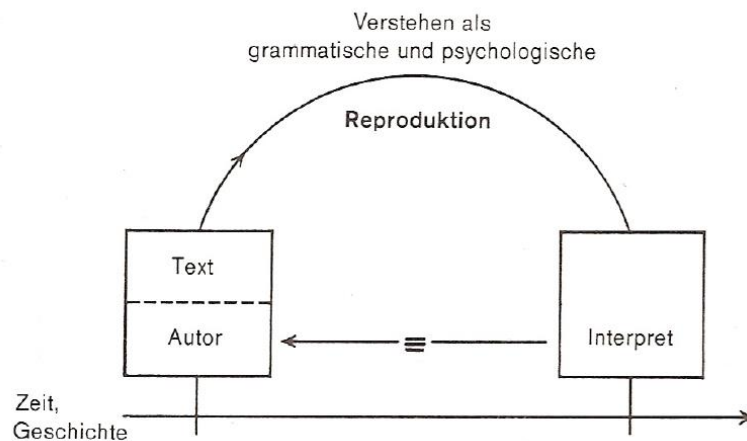 Verstehen als
grammatische und psychologische
Reproduktion
Text
Autor
≡
Interpret
Zeit,
Geschichte